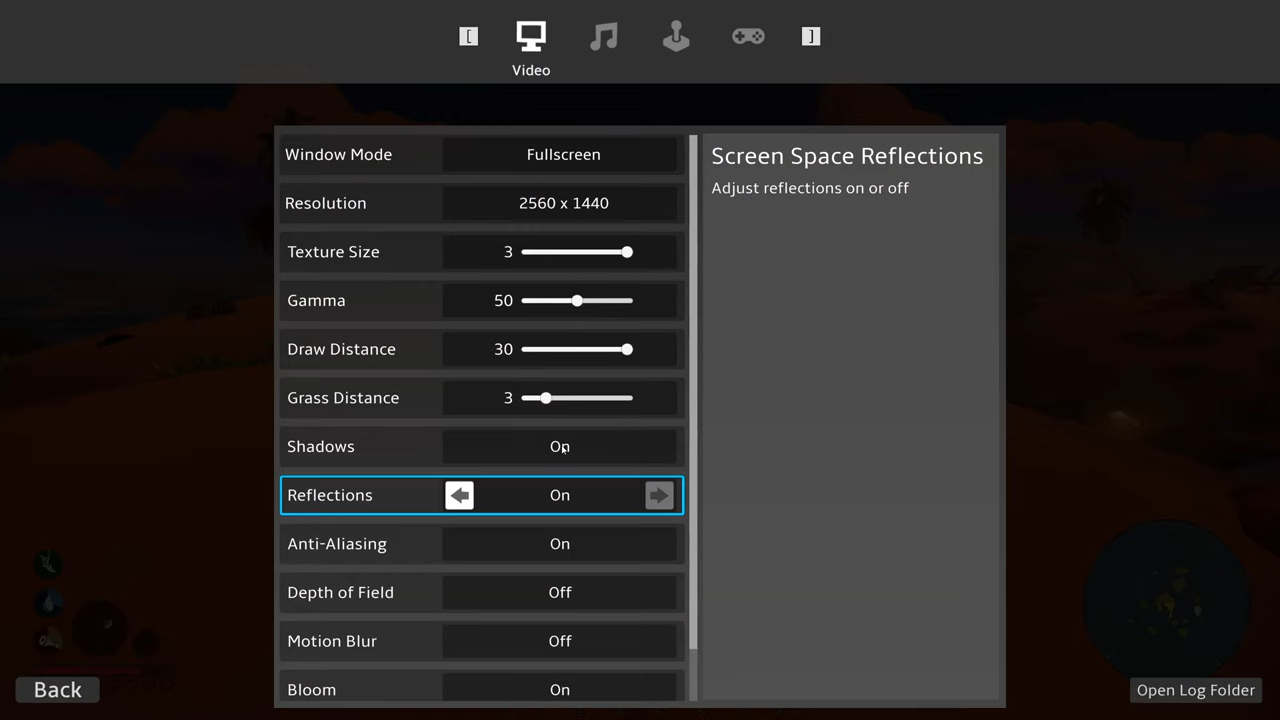 [ ]
Video
Window Mode Fullscreen
Resolution 2560 x 1440
Texture Size 3
Gamma 50
Draw Distance 30
Grass Distance 3
Shadows On
Reflections On
Anti-Aliasing On
Depth of Field Off
Motion Blur Off
Bloom On
Screen Space Reflections
Adjust reflections on or off
Back
Open Log Folder